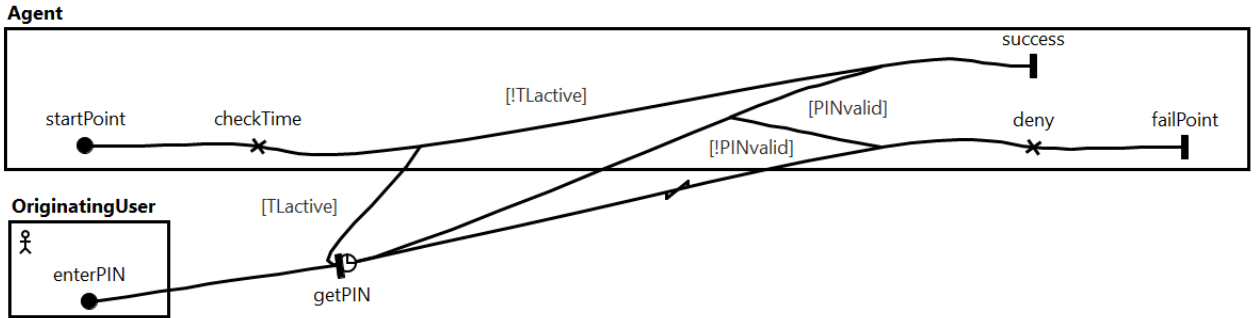 Agent
success
[!TLactive]
[PINvalid]
startPoint
checkTime
deny
failPoint
[!PINvalid]
OriginatingUser
[TLactive]
enterPIN
getPIN